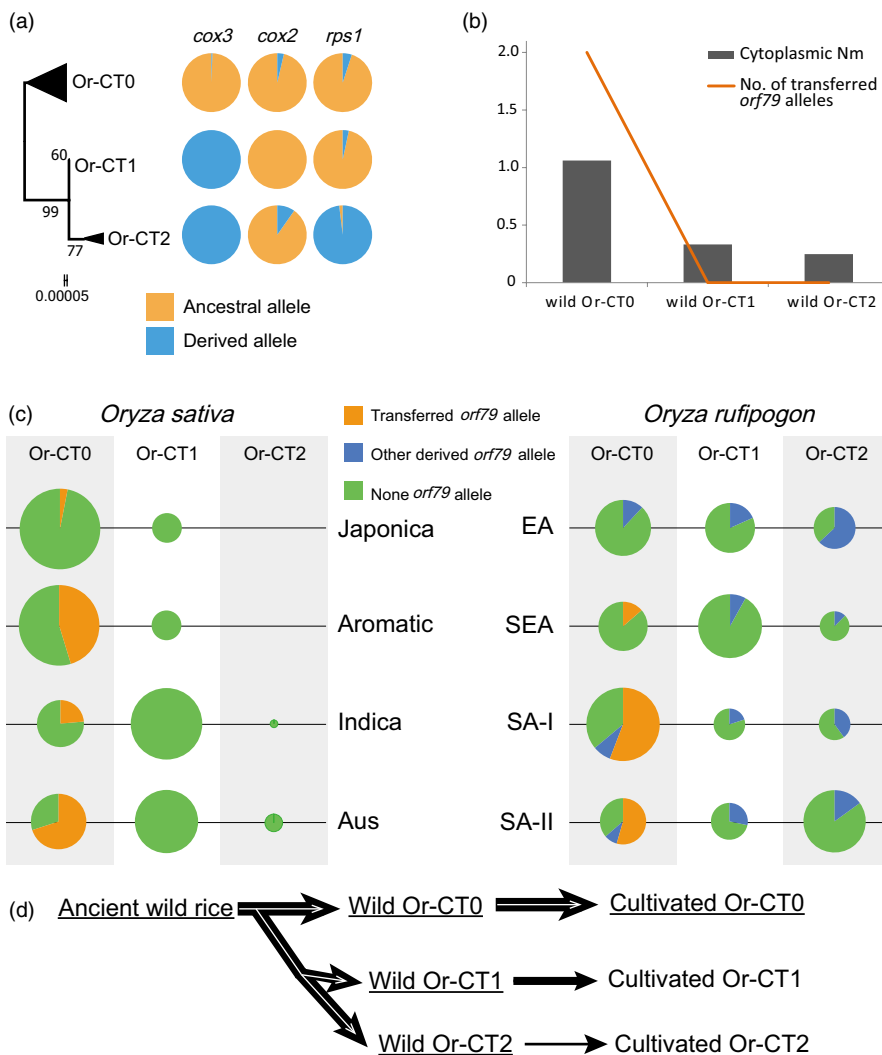 (a)
cox3 cox2 rps1
Or-CT0
60
Or-CT1
99
Or-CT2
77
0.00005
Ancestral allele
Derived allele
(b)
2.0
1.5
1.0
0.5
0
Cytoplasmic Nm
No. of transferred
orf79 alleles
wild Or-CT0 wild Or-CT1 wild Or-CT2
(c)
Oryza sativa
Or-CT0 Or-CT1 Or-CT2
Transferred orf79 allele
Other derived orf79 allele
None orf79 allele
Oryza rufipogon
Or-CT0 Or-CT1 Or-CT2
Japonica
Aromatic
Indica
Aus
EA
SEA
SA-I
SA-II
(d)
Ancient wild rice Wild Or-CT0 Cultivated Or-CT0
Wild Or-CT1 Cultivated Or-CT1
Wild Or-CT2 Cultivated Or-CT2